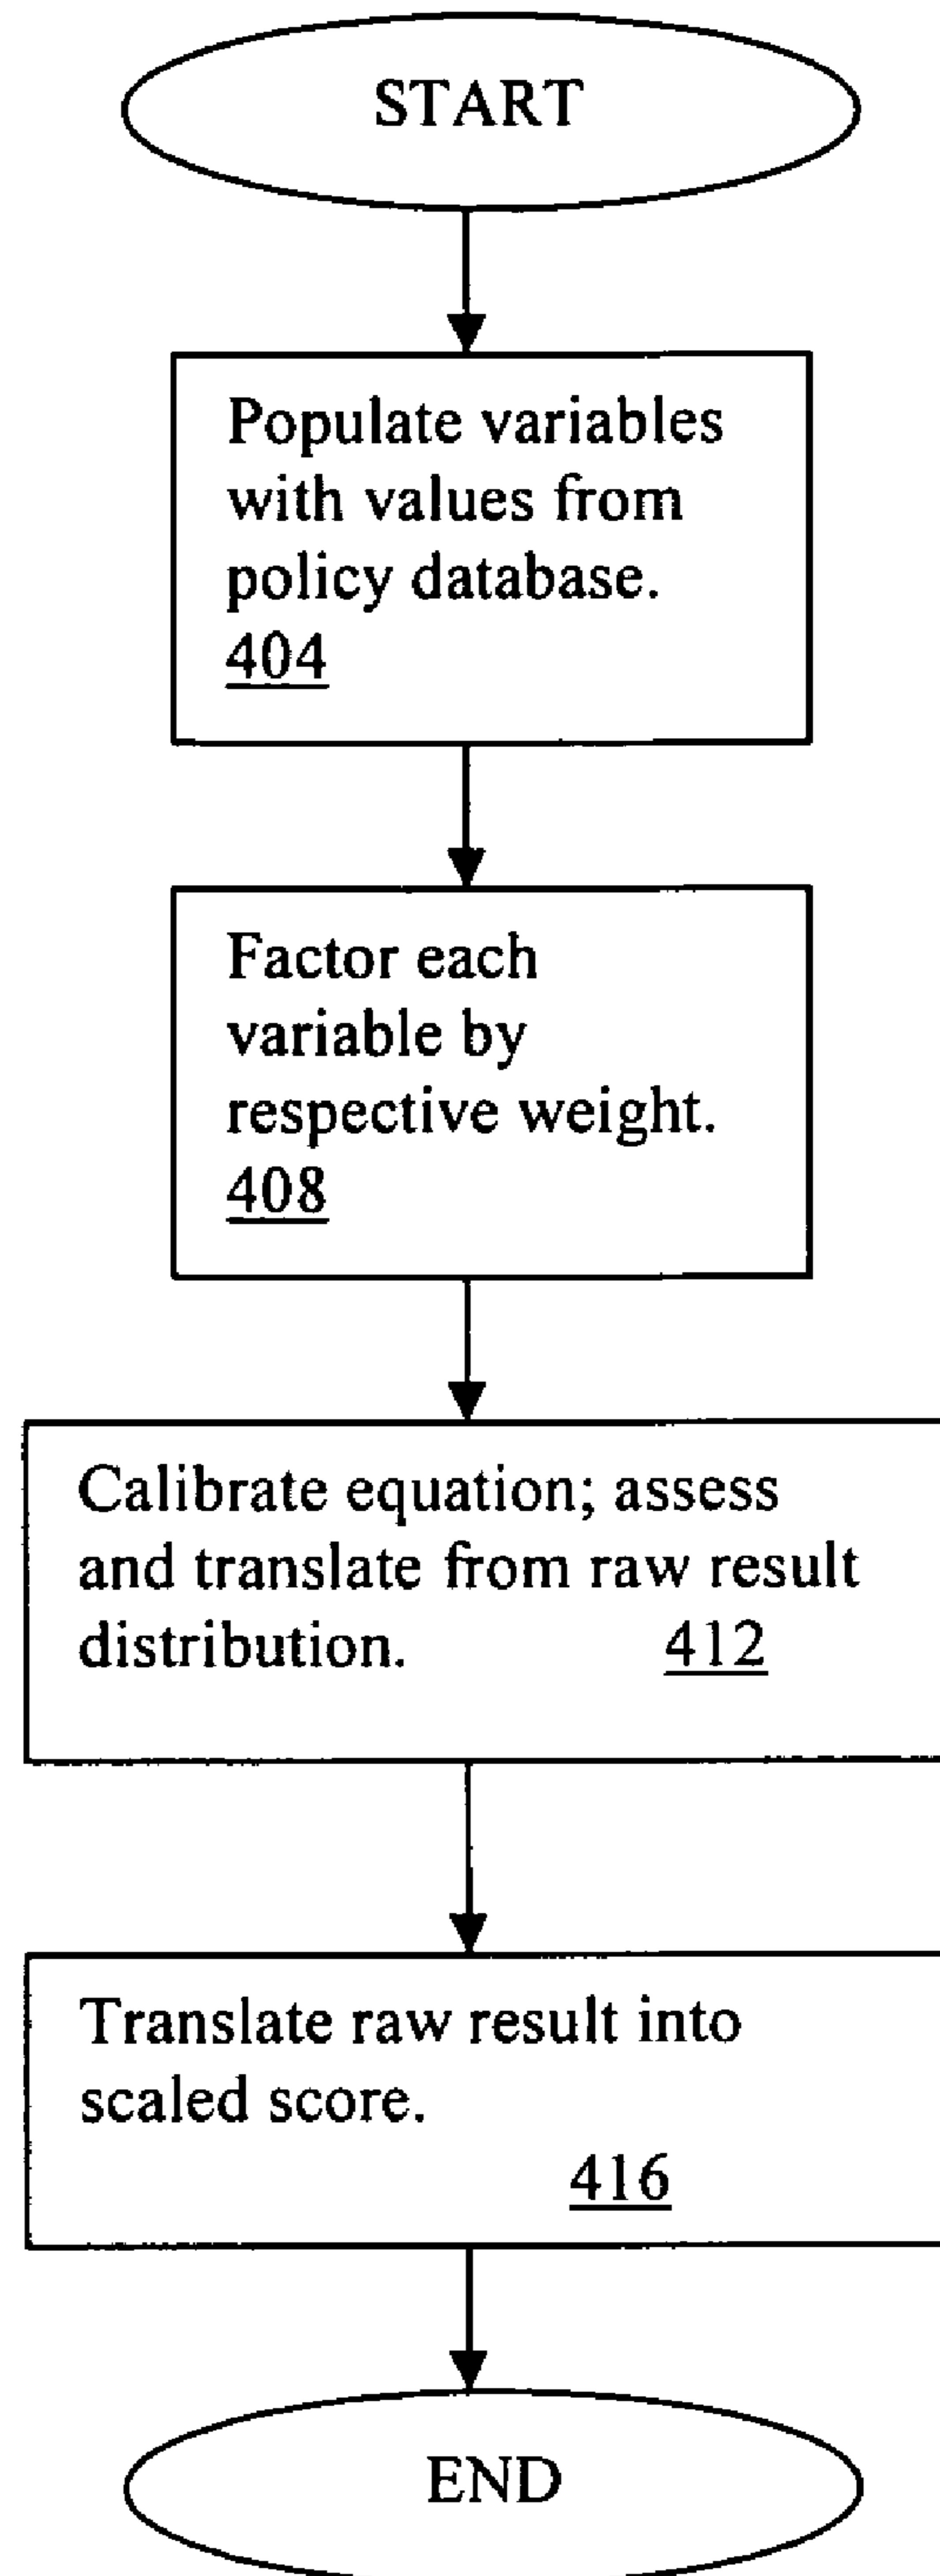 START
Populate variables
with values from
policy database.
404
Factor each
variable by
respective weight.
408
Calibrate equation; assess
and translate from raw result
distribution. 412
Translate raw result into
scaled score.
416
END